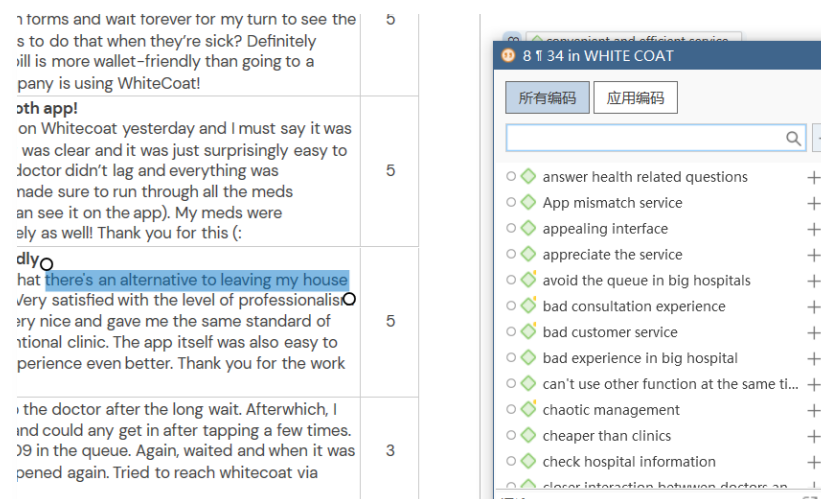 forms and wait forever for my turn to see the
5
s to do that when they're sick? Definitely
ill is more wallet-friendly than going to a
pany is using WhiteCoat!
oth app!
on Whitecoat yesterday and I must say it was
was clear and it was just surprisingly easy to
doctor didn't lag and everything was
5
made sure to run through all the meds
an see it on the app). My meds were
ely as well! Thank you for this (:
dly
hat there's an alternative to leaving my house
Very satisfied with the level of professionalis
ery nice and gave me the same standard of
5
ntional clinic. The app itself was also easy to
perience even better. Thank you for the work
the doctor after the long wait. Afterwhich, I
and could any get in after tapping a few times.
09 in the queue. Again, waited and when it was
3
pened again. Tried to reach whitecoat via
convenient and efficient service
8 ¶ 34 in WHITE COAT
所有编码
应用编码
answer health related questions
App mismatch service
appealing interface
appreciate the service
avoid the queue in big hospitals
bad consultation experience
bad customer service
bad experience in big hospital
can't use other function at the same ti...
chaotic management
cheaper than clinics
check hospital information
closer interaction betwwen doctors an